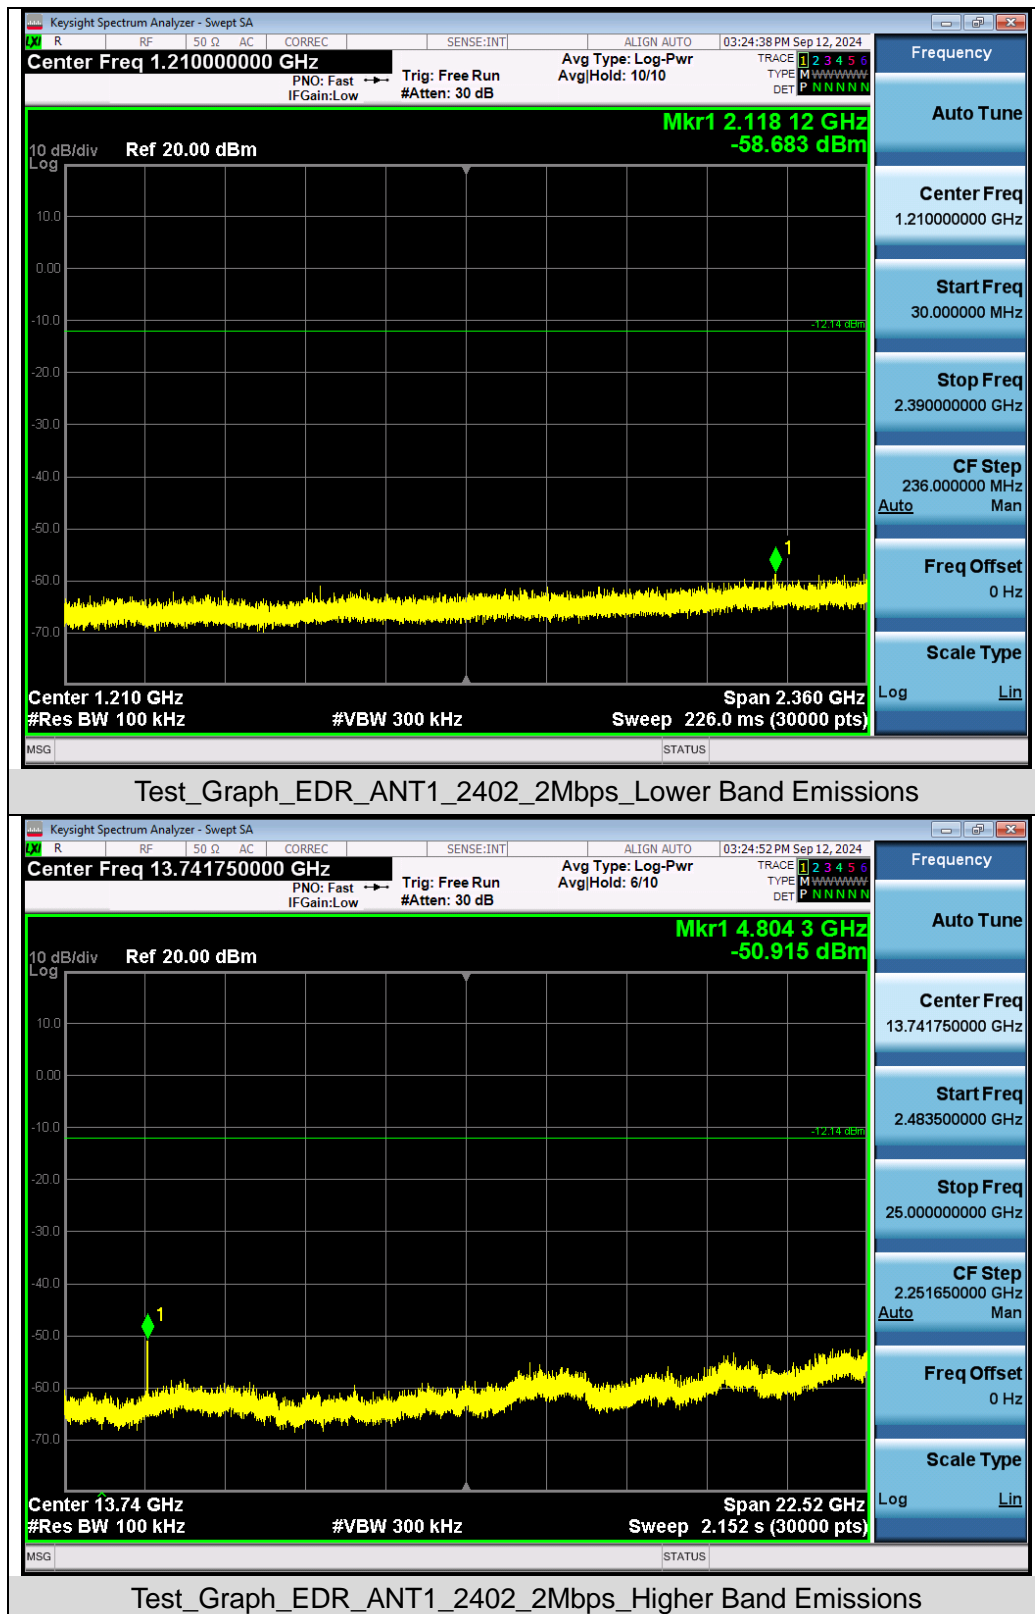 Keysight Spectrum Analyzer - Swept SA
LXI R RF 50 Ω AC CORREC SENSE:INT ALIGN AUTO 03:24:38 PM Sep 12, 2024
Center Freq 1.210000000 GHz
PNO: Fast
IFGain:Low
Trig: Free Run
#Atten: 30 dB
Avg Type: Log-Pwr
Avg|Hold: 10/10
TRACE 1 2 3 4 5 6
TYPE M WWWWW
DET P N N N N N
Mkr1 2.118 12 GHz
-58.683 dBm
10 dB/div Ref 20.00 dBm
Log
10.0
0.00
-10.0
-12.14 dBm
-20.0
-30.0
-40.0
-50.0
1
-60.0
-70.0
Center 1.210 GHz Span 2.360 GHz
#Res BW 100 kHz #VBW 300 kHz Sweep 226.0 ms (30000 pts)
MSG STATUS
Frequency
Auto Tune
Center Freq
1.210000000 GHz
Start Freq
30.000000 MHz
Stop Freq
2.390000000 GHz
CF Step
236.000000 MHz
Auto Man
Freq Offset
0 Hz
Scale Type
Log Lin
Test_Graph_EDR_ANT1_2402_2Mbps_Lower Band Emissions
Keysight Spectrum Analyzer - Swept SA
LXI R RF 50 Ω AC CORREC SENSE:INT ALIGN AUTO 03:24:52 PM Sep 12, 2024
Center Freq 13.741750000 GHz
PNO: Fast
IFGain:Low
Trig: Free Run
#Atten: 30 dB
Avg Type: Log-Pwr
Avg|Hold: 6/10
TRACE 1 2 3 4 5 6
TYPE M WWWWW
DET P N N N N N
Mkr1 4.804 3 GHz
-50.915 dBm
10 dB/div Ref 20.00 dBm
Log
10.0
0.00
-10.0
-12.14 dBm
-20.0
-30.0
-40.0
1
-50.0
-60.0
-70.0
Center 13.74 GHz Span 22.52 GHz
#Res BW 100 kHz #VBW 300 kHz Sweep 2.152 s (30000 pts)
MSG STATUS
Frequency
Auto Tune
Center Freq
13.741750000 GHz
Start Freq
2.483500000 GHz
Stop Freq
25.000000000 GHz
CF Step
2.251650000 GHz
Auto Man
Freq Offset
0 Hz
Scale Type
Log Lin
Test_Graph_EDR_ANT1_2402_2Mbps_Higher Band Emissions